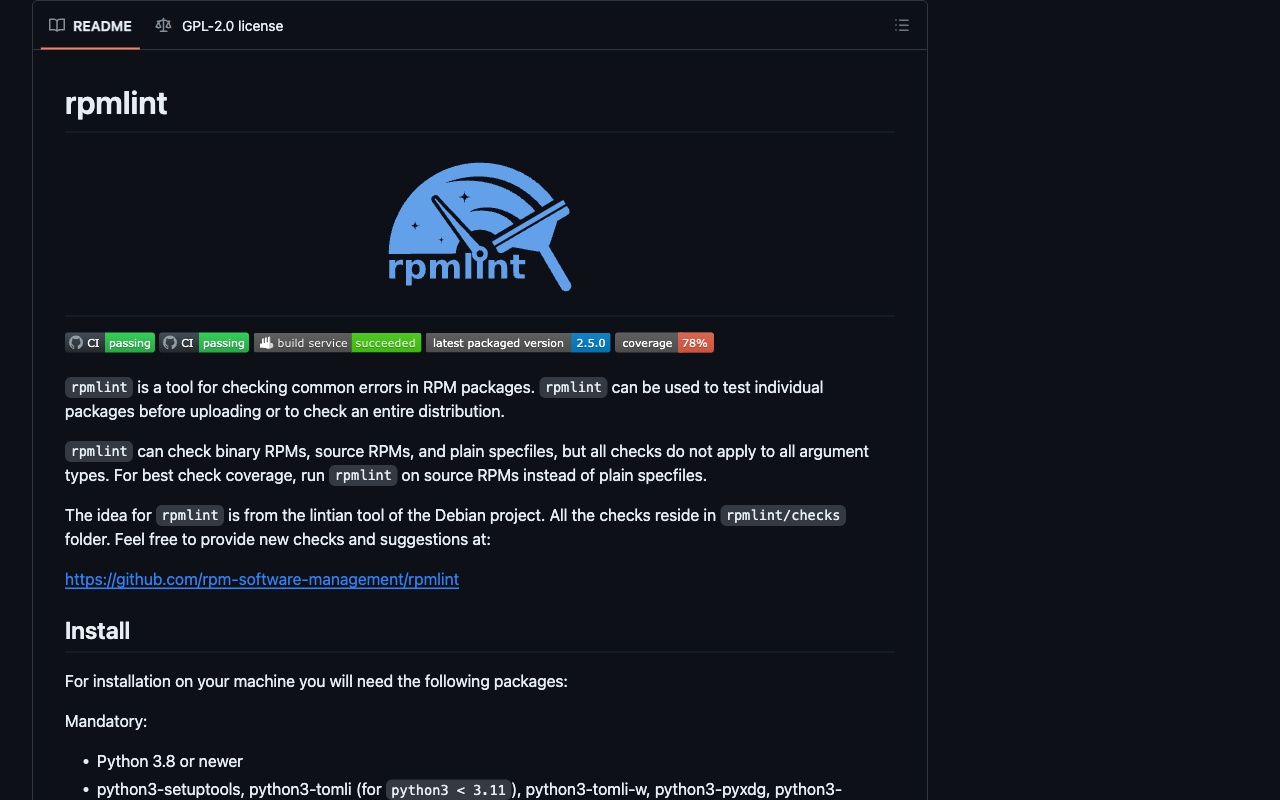 README GPL-2.0 license
rpmlint
rpmlint
CI passing CI passing build service succeeded latest packaged version 2.5.0 coverage 78%
rpmlint is a tool for checking common errors in RPM packages. rpmlint can be used to test individual
packages before uploading or to check an entire distribution.
rpmlint can check binary RPMs, source RPMs, and plain specfiles, but all checks do not apply to all argument
types. For best check coverage, run rpmlint on source RPMs instead of plain specfiles.
The idea for rpmlint is from the lintian tool of the Debian project. All the checks reside in rpmlint/checks
folder. Feel free to provide new checks and suggestions at:
https://github.com/rpm-software-management/rpmlint
Install
For installation on your machine you will need the following packages:
Mandatory:
• Python 3.8 or newer
• python3-setuptools, python3-tomli (for python3 < 3.11), python3-tomli-w, python3-pyxdg, python3-